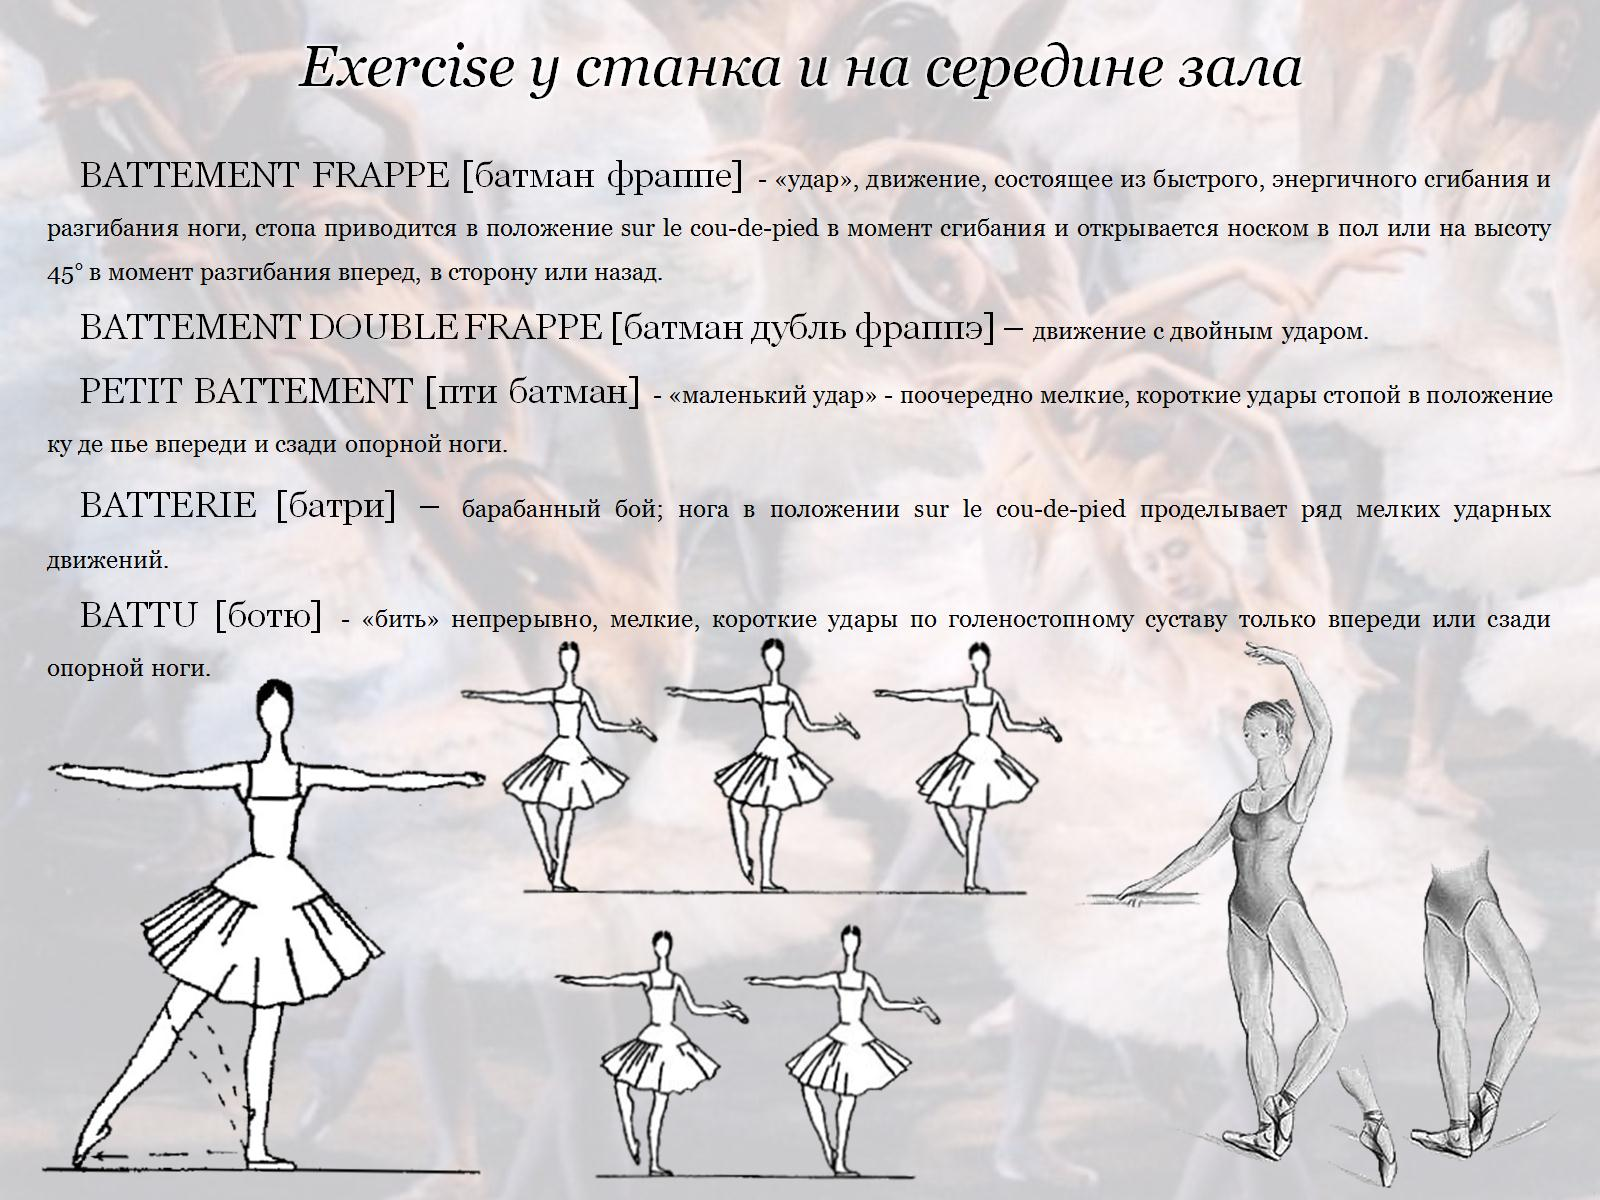 Exercise у станка и на середине зала
BATTEMENT FRAPPE [батман фраппе] - «удар», движение, состоящее из быстрого, энергичного сгибания и
разгибания ноги, стопа приводится в положение sur le cou-de-pied в момент сгибания и открывается носком в пол или на высоту
45° в момент разгибания вперед, в сторону или назад.
BATTEMENT DOUBLE FRAPPE [батман дубль фраппэ] – движение с двойным ударом.
PETIT BATTEMENT [пти батман] - «маленький удар» - поочередно мелкие, короткие удары стопой в положение
ку де пье впереди и сзади опорной ноги.
BATTERIE [батри] – барабанный бой; нога в положении sur le cou-de-pied проделывает ряд мелких ударных
движений.
BATTU [ботю] - «бить» непрерывно, мелкие, короткие удары по голеностопному суставу только впереди или сзади
опорной ноги.